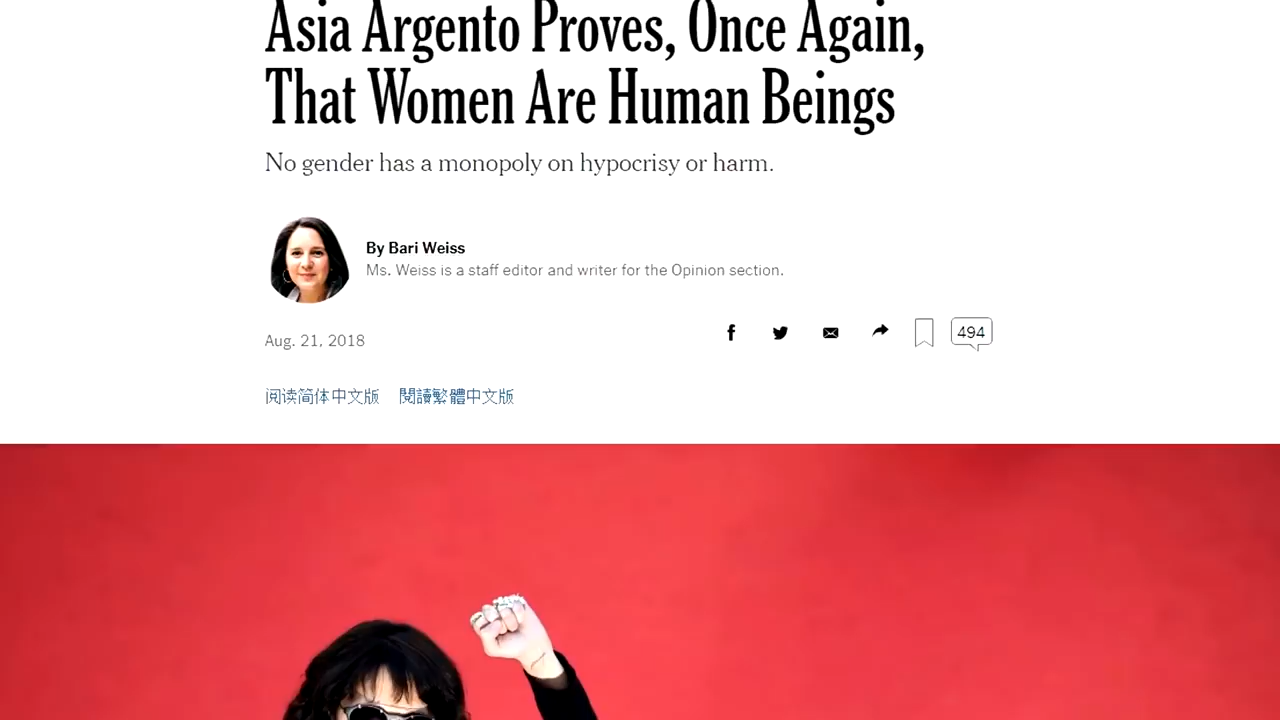 Asia Argento Proves, Once Again,
That Women Are Human Beings
No gender has a monopoly on hypocrisy or harm.
By Bari Weiss
Ms. Weiss is a staff editor and writer for the Opinion section.
Aug. 21, 2018
494
阅读简体中文版 閱讀繁體中文版